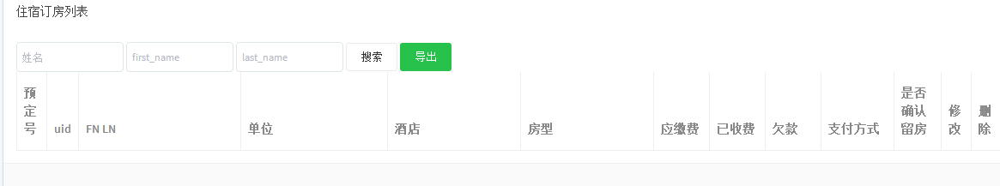 住宿订房列表
姓名 first_name last_name 搜索 导出
预定号 uid FN LN 单位 酒店 房型 应缴费 已收费 欠款 支付方式 是否确认留房 修改 删除